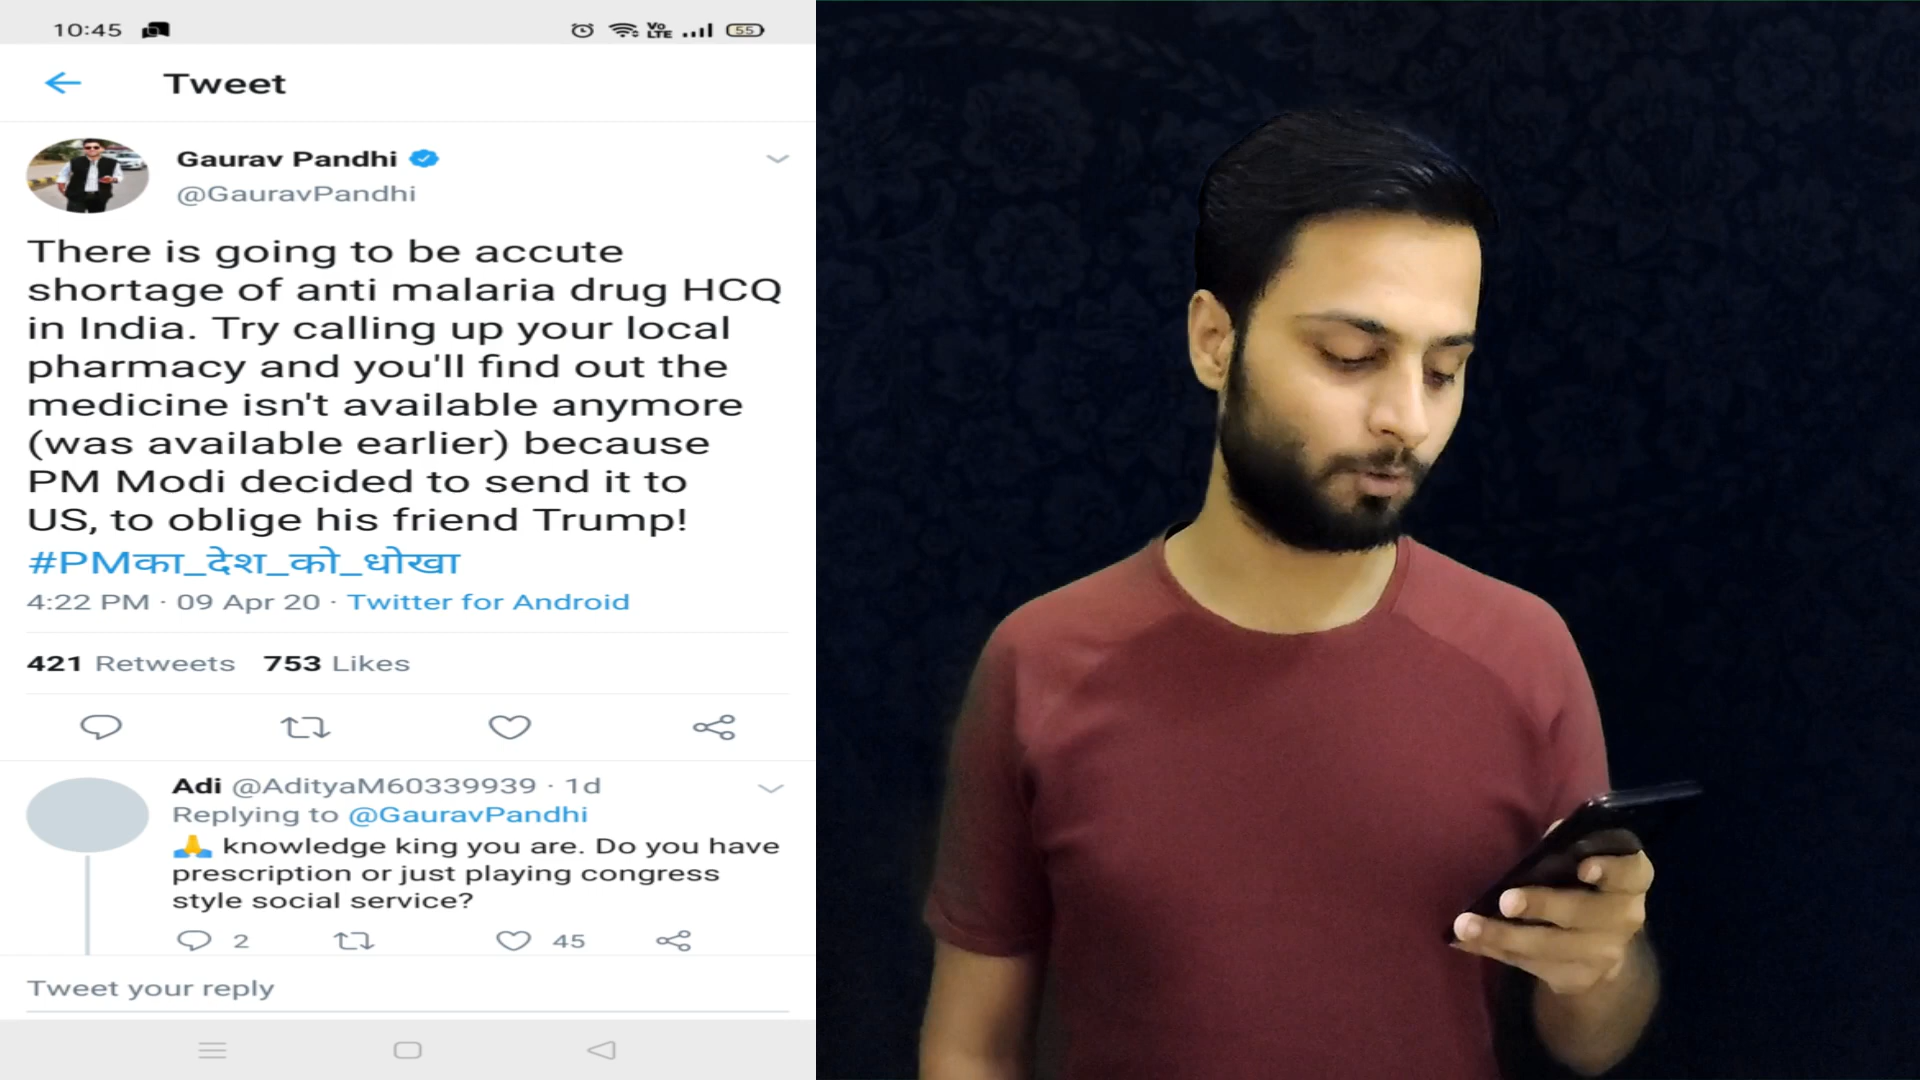 10:45
Vo
LTE
55
Tweet
Gaurav Pandhi
@GauravPandhi
There is going to be accute
shortage of anti malaria drug HCQ
in India. Try calling up your local
pharmacy and you'll find out the
medicine isn't available anymore
(was available earlier) because
PM Modi decided to send it to
US, to oblige his friend Trump!
#PMका_देश_को_धोखा
4:22 PM · 09 Apr 20 · Twitter for Android
421 Retweets 753 Likes
Adi @AdityaM60339939 · 1d
Replying to @GauravPandhi
🙏 knowledge king you are. Do you have
prescription or just playing congress
style social service?
2 45
Tweet your reply